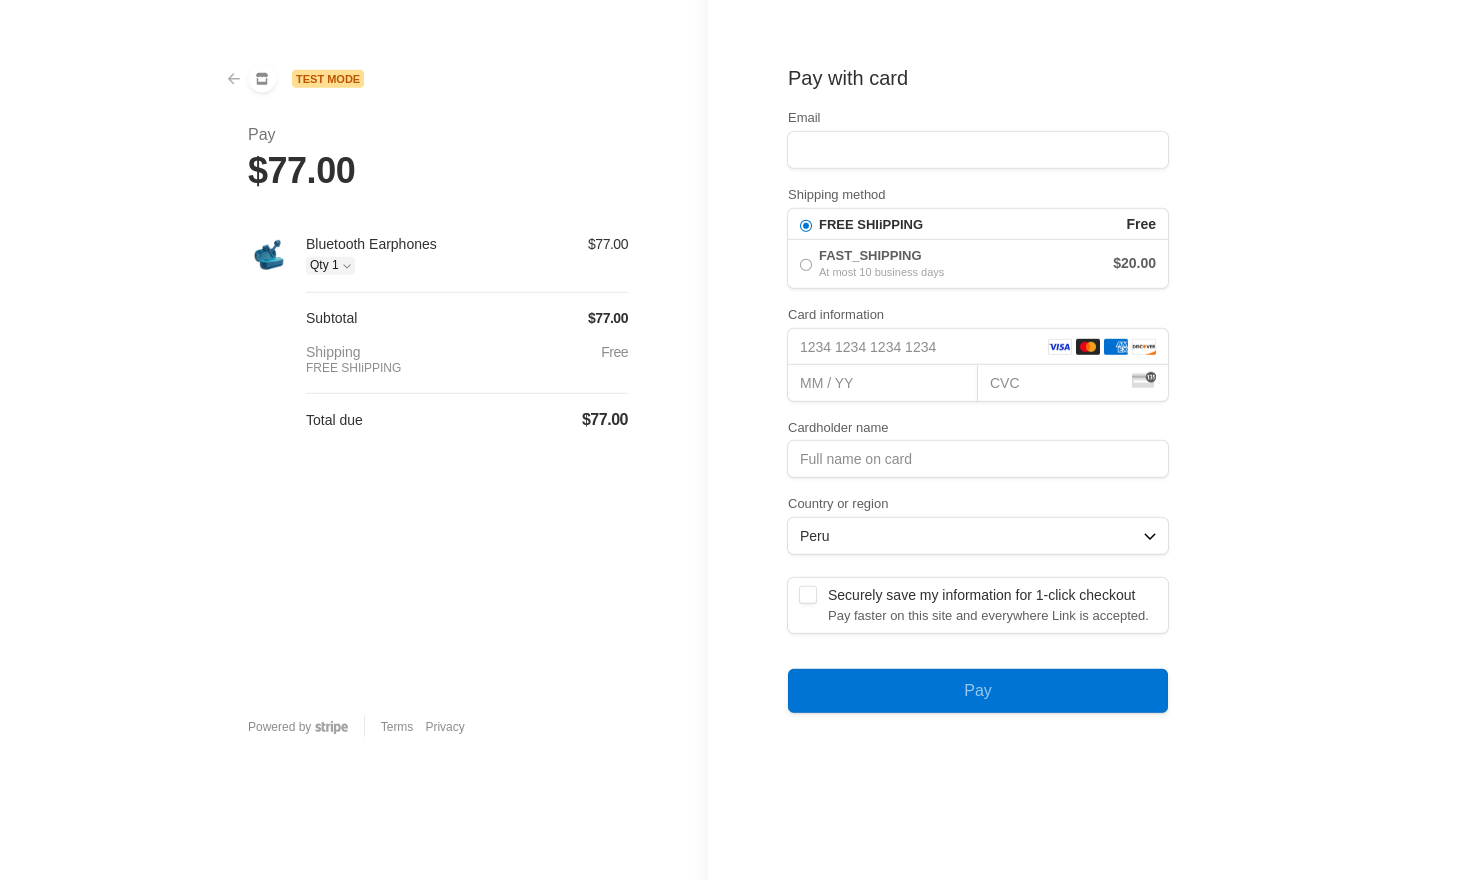 TEST MODE
Pay
$77.00
Bluetooth Earphones
$77.00
Qty 1
Subtotal
$77.00
Shipping
Free
FREE SHIiPPING
Total due
$77.00
Powered by stripe
Terms
Privacy
Pay with card
Email
Shipping method
FREE SHIiPPING
Free
FAST_SHIPPING
At most 10 business days
$20.00
Card information
1234 1234 1234 1234
VISA
AMEX
DISCOVER
MM / YY
CVC
135
Cardholder name
Full name on card
Country or region
Peru
Securely save my information for 1-click checkout
Pay faster on this site and everywhere Link is accepted.
Pay